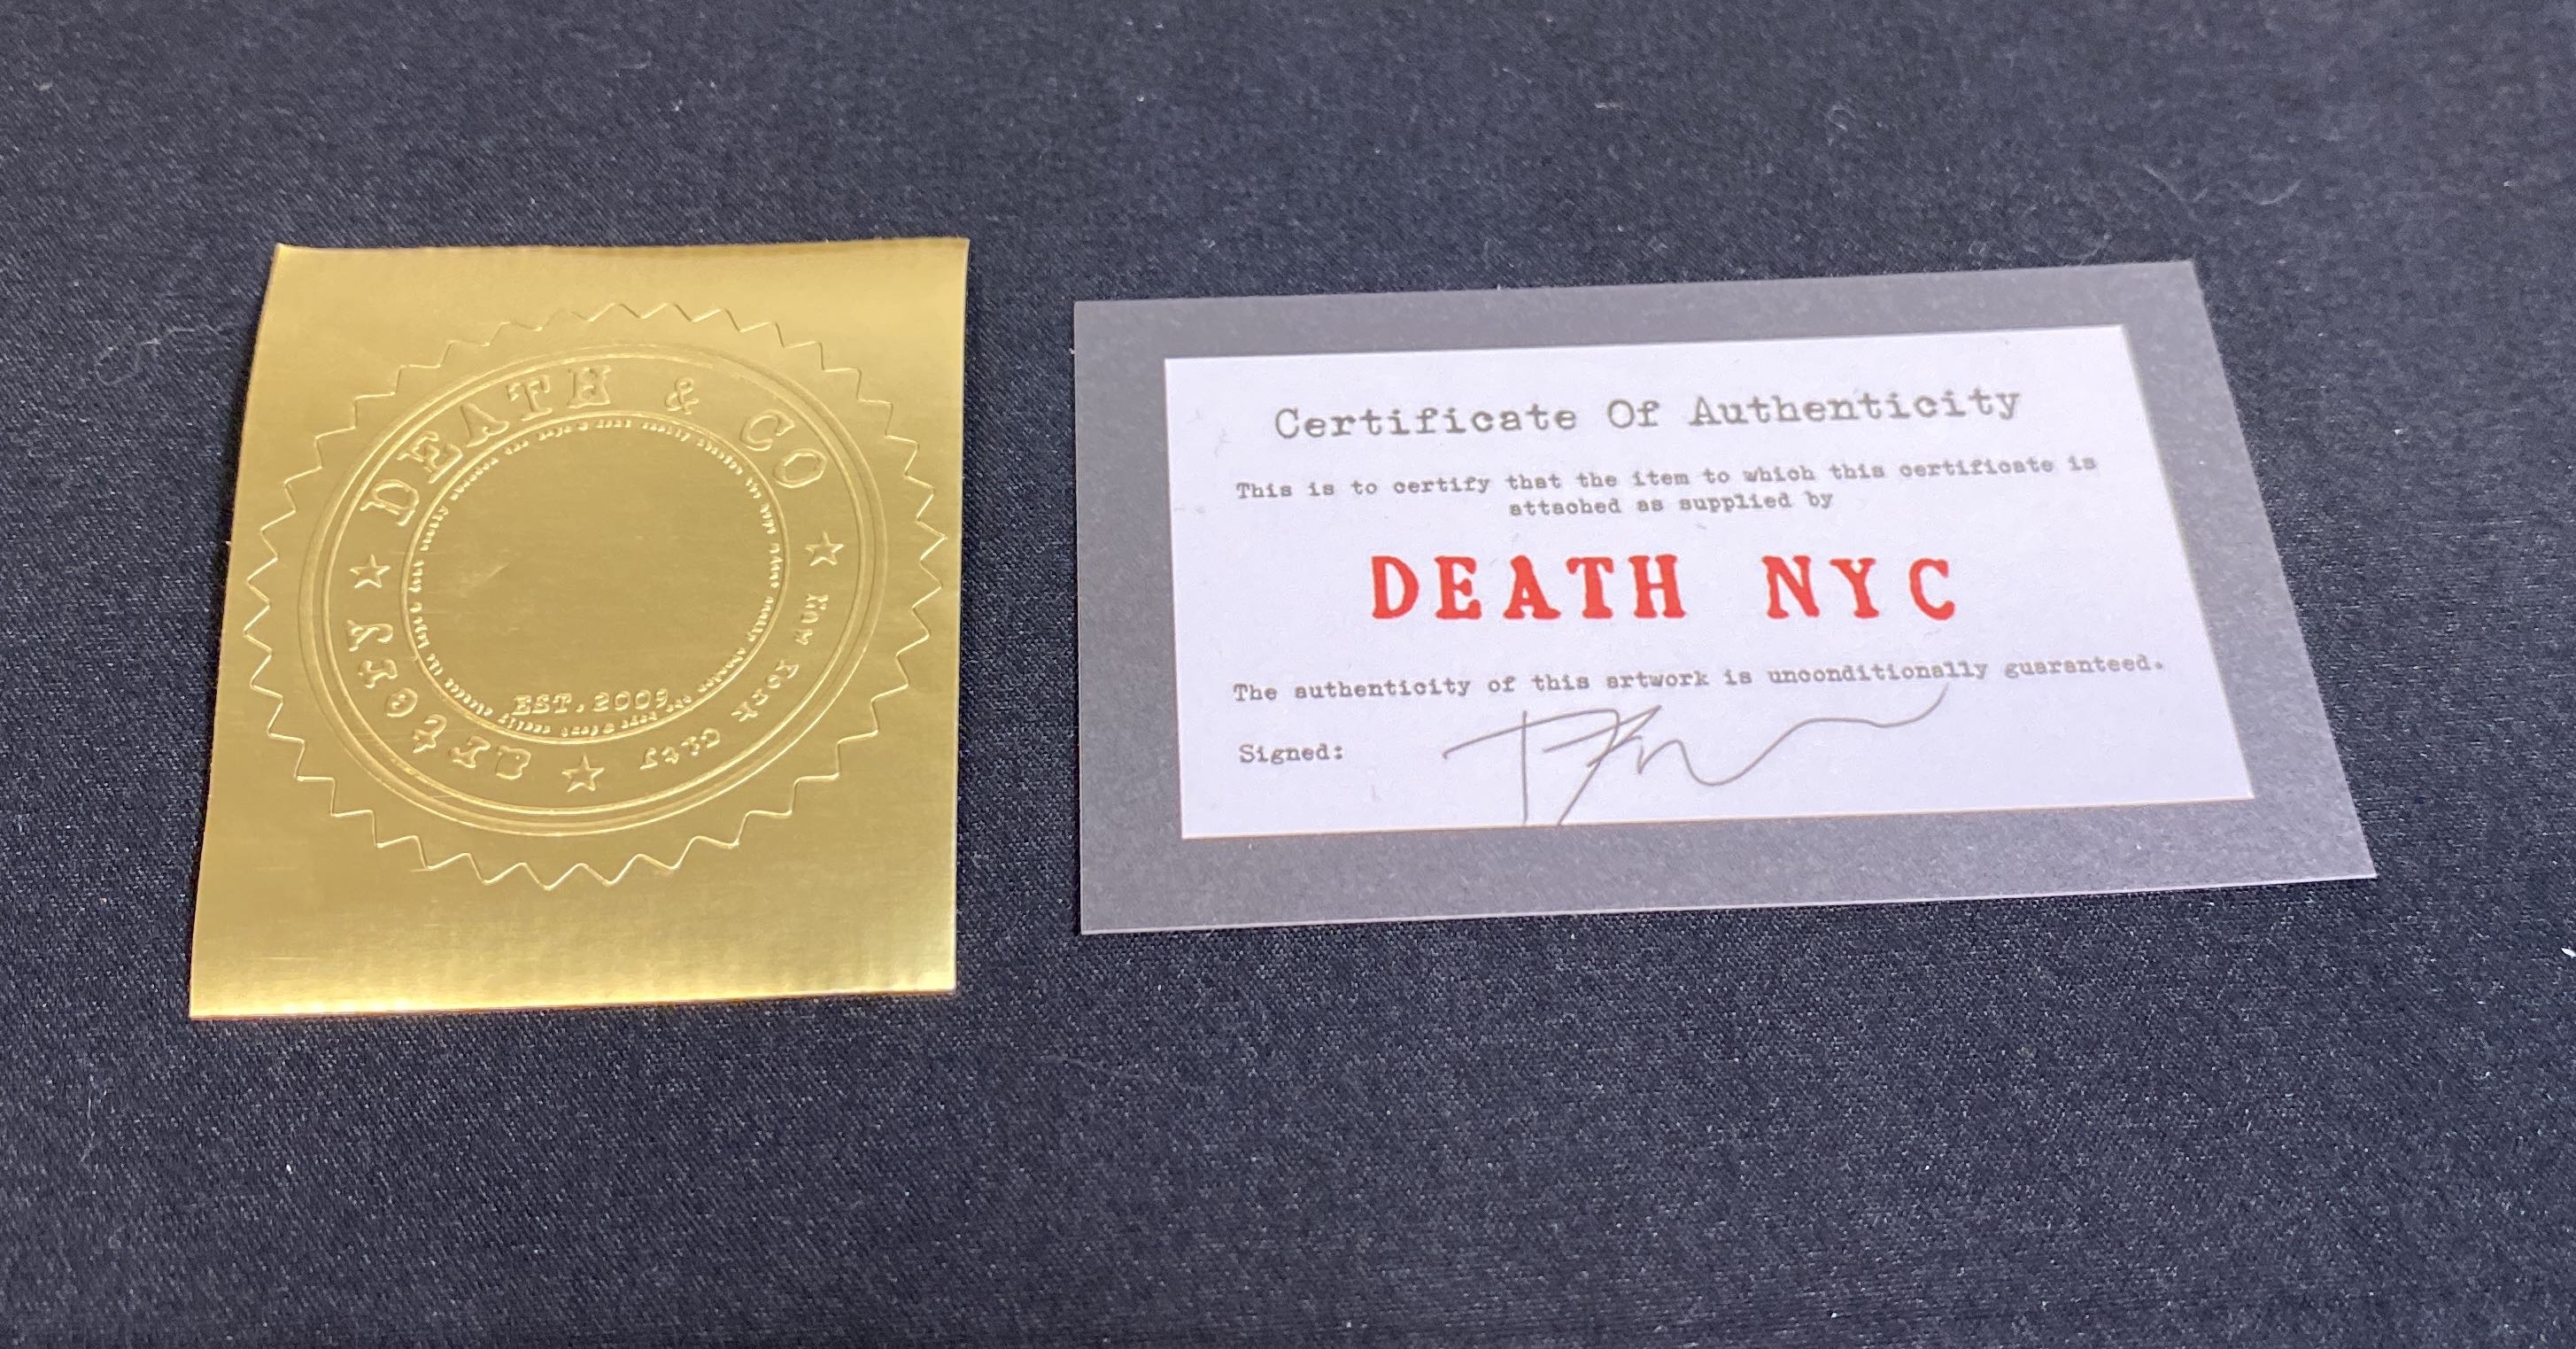 DEATH & CO
New York City
EST. 2009
Certificate Of Authenticity
This is to certify that the item to which this certificate is
attached as supplied by
DEATH NYC
The authenticity of this artwork is unconditionally guaranteed.
Signed: